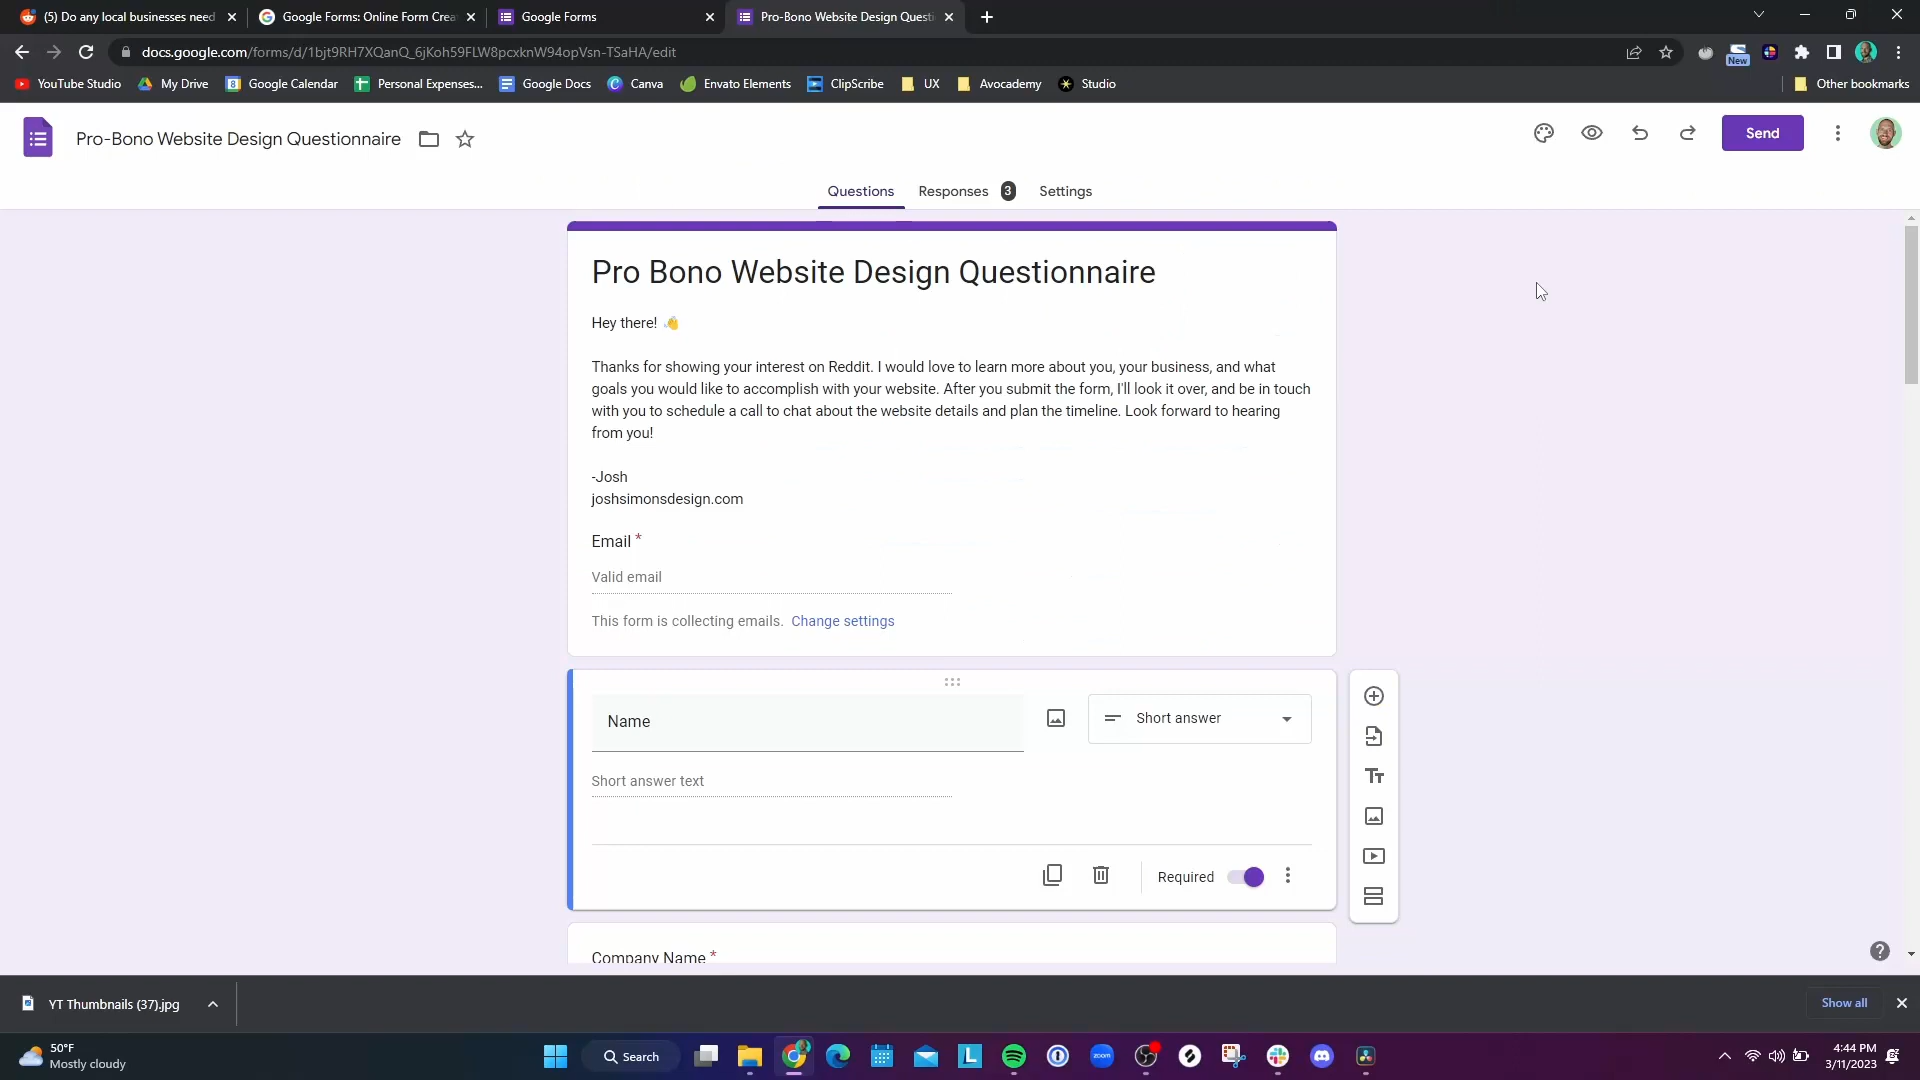 (5) Do any local businesses need
Google Forms: Online Form Crea
Google Forms
Pro-Bono Website Design Questi
docs.google.com/forms/d/1bjt9RH7XQanQ_6jKoh59FLW8pcxknW94opVsn-TSaHA/edit
New
YouTube Studio
My Drive
8
Google Calendar
Personal Expenses...
Google Docs
Canva
Envato Elements
ClipScribe
UX
Avocademy
Studio
Other bookmarks
Pro-Bono Website Design Questionnaire
Send
Questions
Responses
3
Settings
Pro Bono Website Design Questionnaire
Hey there! 👋
Thanks for showing your interest on Reddit. I would love to learn more about you, your business, and what
goals you would like to accomplish with your website. After you submit the form, I'll look it over, and be in touch
with you to schedule a call to chat about the website details and plan the timeline. Look forward to hearing
from you!
-Josh
joshsimonsdesign.com
Email *
Valid email
This form is collecting emails. Change settings
Name
Short answer
Short answer text
Required
Company Name *
YT Thumbnails (37).jpg
Show all
50°F
Mostly cloudy
Search
L
zoom
4:44 PM
3/11/2023